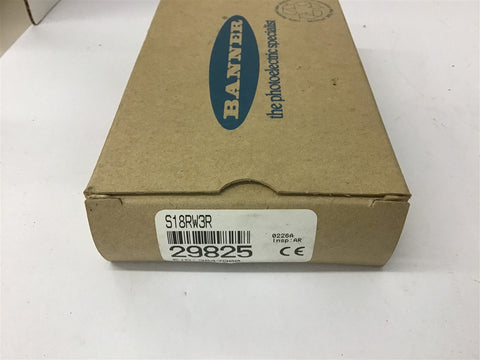 BANNER
the photoelectric specialist
S18RW3R
0226A
Insp:AR
29825
CE